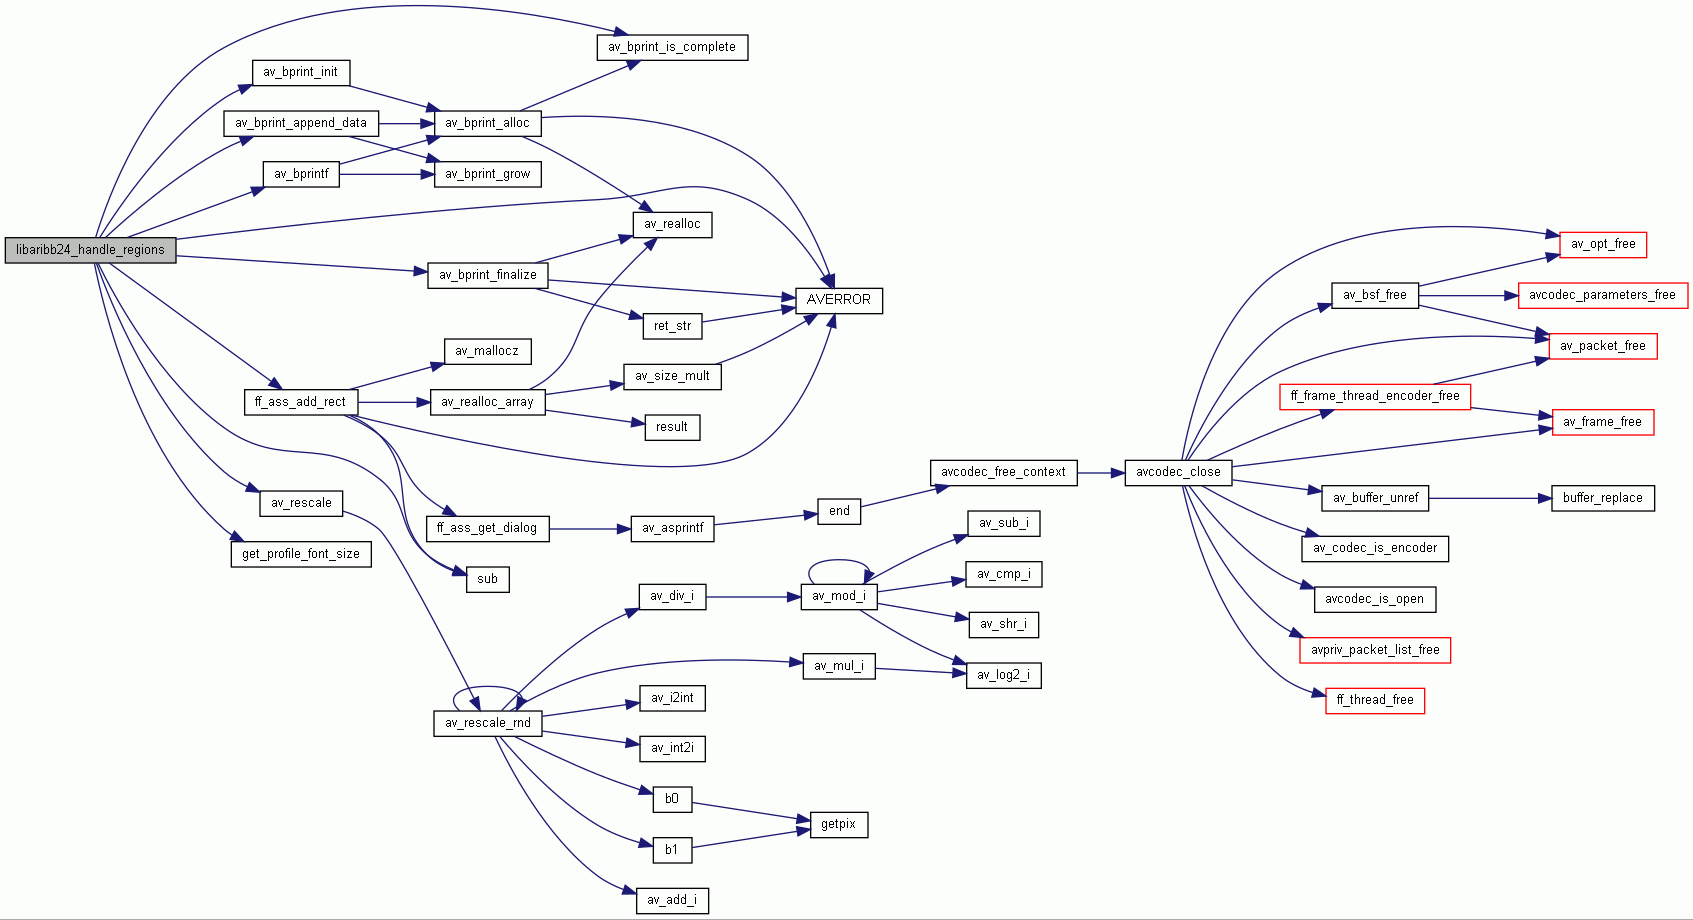 av_bprint_is_complete
av_bprint_init
av_bprint_append_data
av_bprint_alloc
av_bprintf
av_bprint_grow
av_realloc
libaribb24_handle_regions
av_opt_free
av_bprint_finalize
AVERROR
av_bsf_free
avcodec_parameters_free
ret_str
av_packet_free
av_mallocz
av_size_mult
ff_ass_add_rect
av_realloc_array
ff_frame_thread_encoder_free
result
av_frame_free
avcodec_free_context
avcodec_close
av_rescale
av_buffer_unref
buffer_replace
end
ff_ass_get_dialog
av_asprintf
av_sub_i
get_profile_font_size
av_codec_is_encoder
sub
av_cmp_i
av_div_i
av_mod_i
avcodec_is_open
av_shr_i
avpriv_packet_list_free
av_mul_i
av_log2_i
av_i2int
ff_thread_free
av_rescale_rnd
av_int2i
b0
getpix
b1
av_add_i